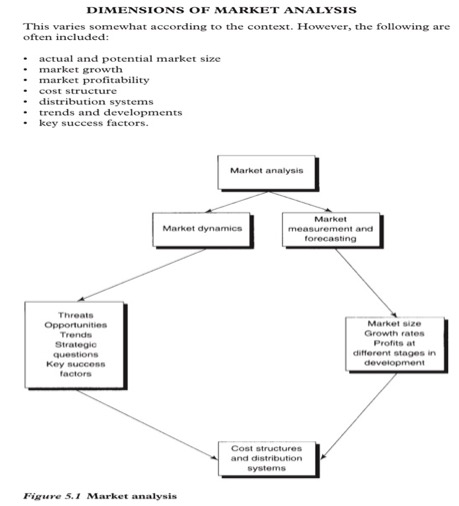 DIMENSIONS OF MARKET ANALYSIS
This varies somewhat according to the context. However, the following are
often included:
• actual and potential market size
• market growth
• market profitability
• cost structure
• distribution systems
• trends and developments
• key success factors.
Market analysis
Market dynamics
Market
measurement and
forecasting
Threats
Opportunities
Trends
Strategic
questions
Key success
factors
Market size
Growth rates
Profits at
different stages in
development
Cost structures
and distribution
systems
Figure 5.1 Market analysis